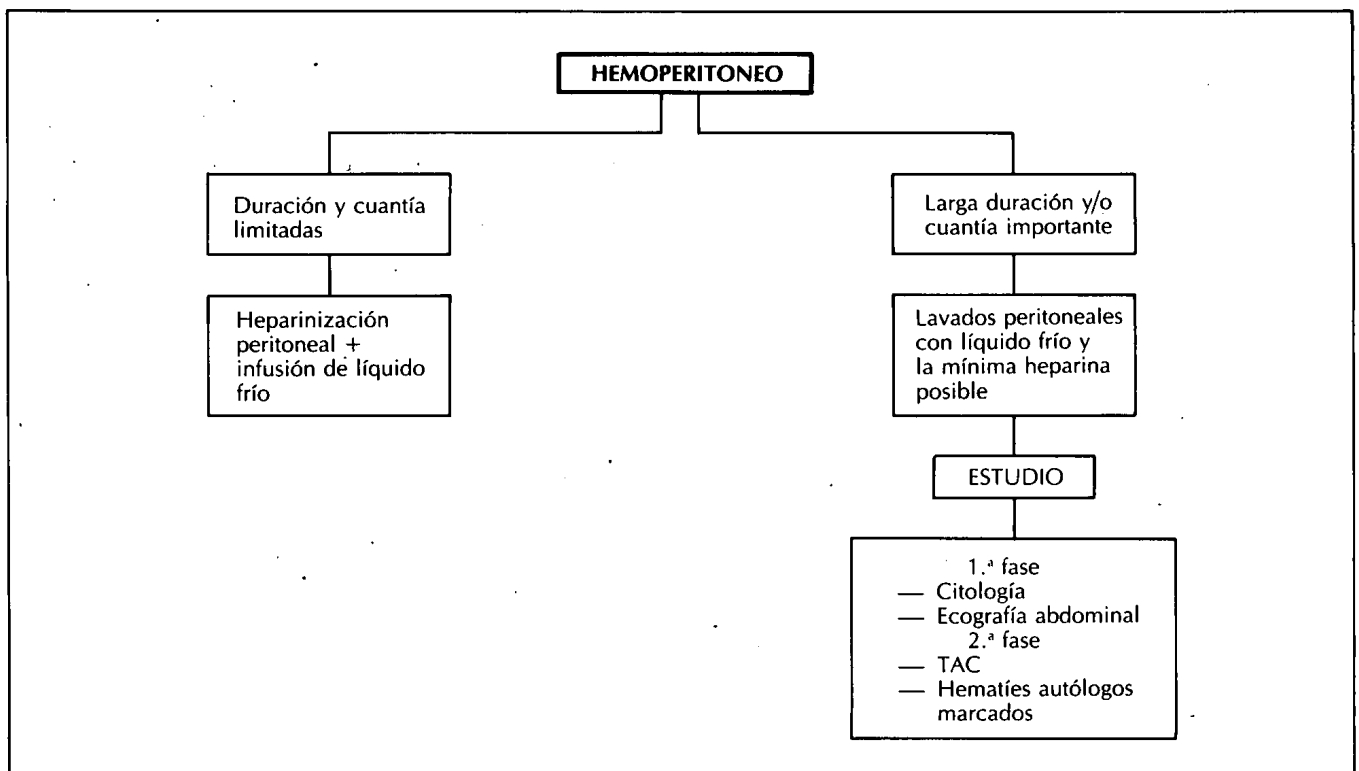 HEMOPERITONEO
Duración y cuantía
limitadas
Heparinización
peritoneal +
infusión de líquido
frío
Larga duración y/o
cuantía importante
Lavados peritoneales
con líquido frío y
la mínima heparina
posible
ESTUDIO
1.ª fase
— Citología
— Ecografía abdominal
2.ª fase
— TAC
— Hematíes autólogos
marcados